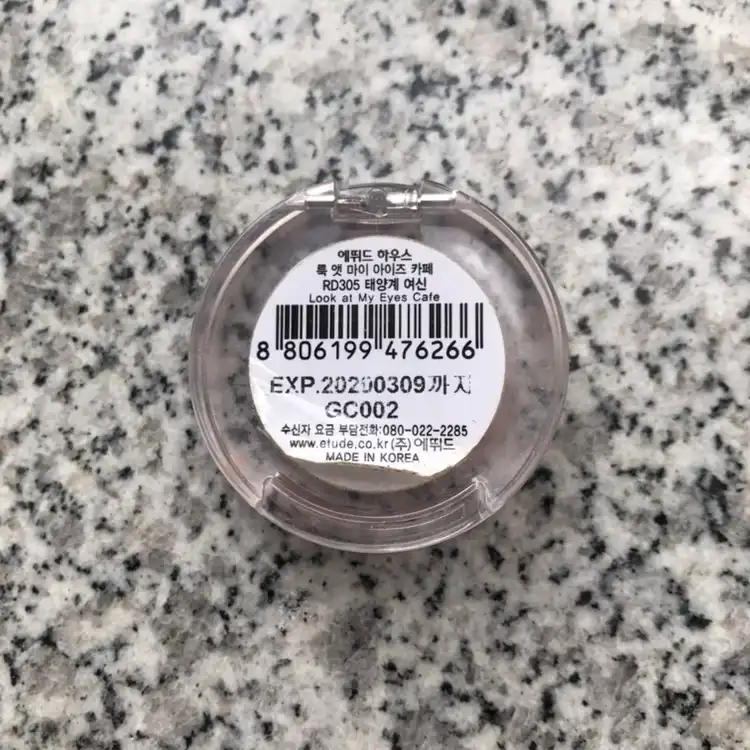 에뛰드 하우스
룩 앳 마이 아이즈 카페
RD305 태양계 여신
Look at My Eyes Cafe
8 806199 476266
EXP.20200309까지
GC002
수신자 요금 부담전화:080-022-2285
www.etude.co.kr (주) 에뛰드
MADE IN KOREA